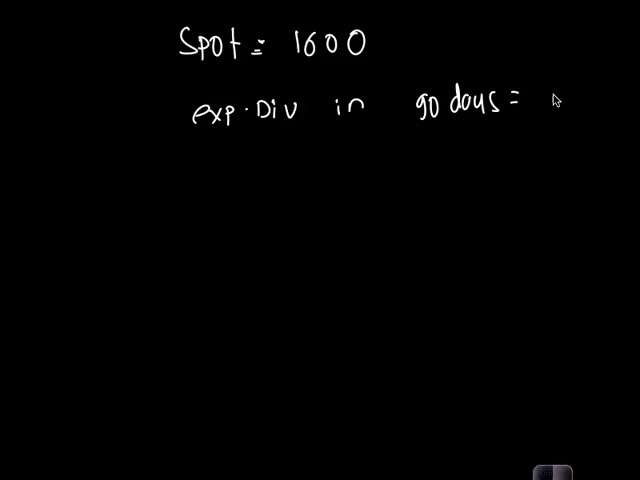 Spot = 1600
exp. Div in 90 days =